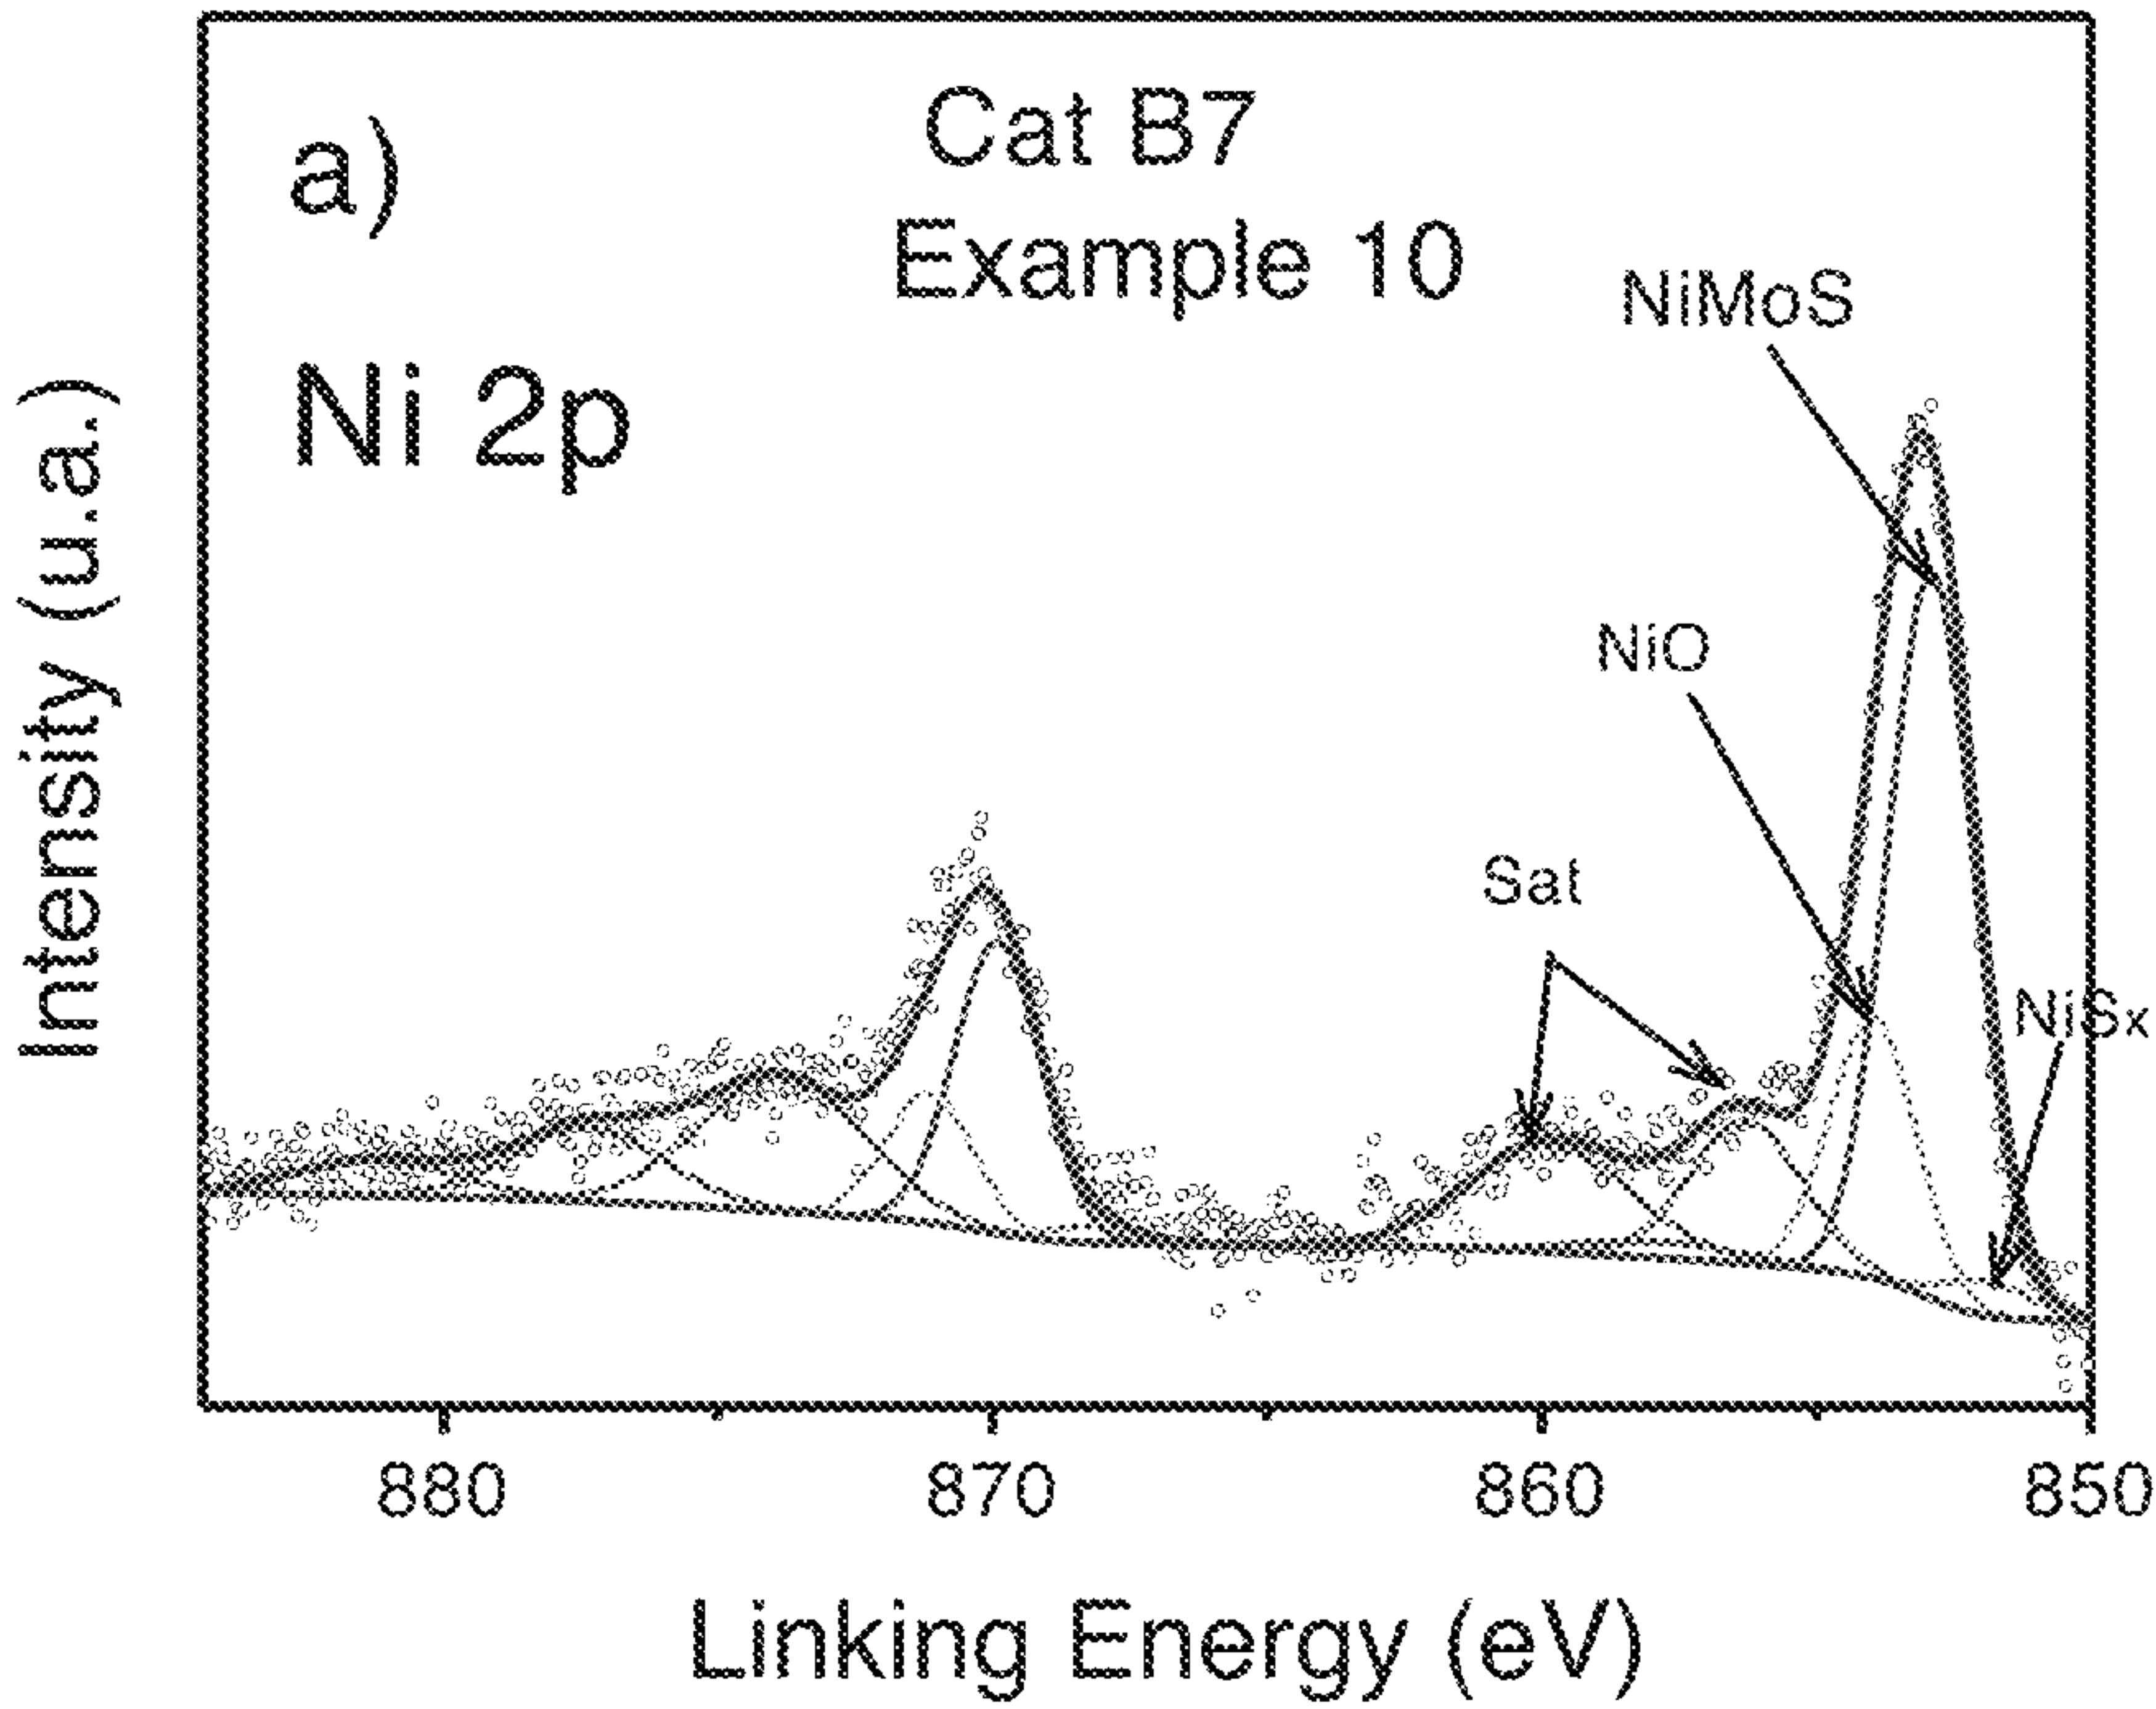 a)
Cat B7
Example 10
Ni 2p
NiMoS
NiO
Sat
NiSx
Intensity (u.a.)
880
870
860
850
Linking Energy (eV)